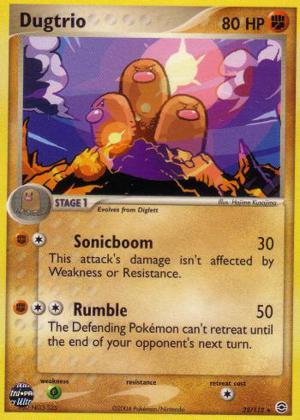 Dugtrio 80 HP
STAGE 1
Evolves from Diglett
Illus. Hajime Kusajima
Sonicboom 30
This attack's damage isn't affected by
Weakness or Resistance.
Rumble 50
The Defending Pokémon can't retreat until
the end of your opponent's next turn.
weakness resistance retreat cost
©2004 Pokémon/Nintendo